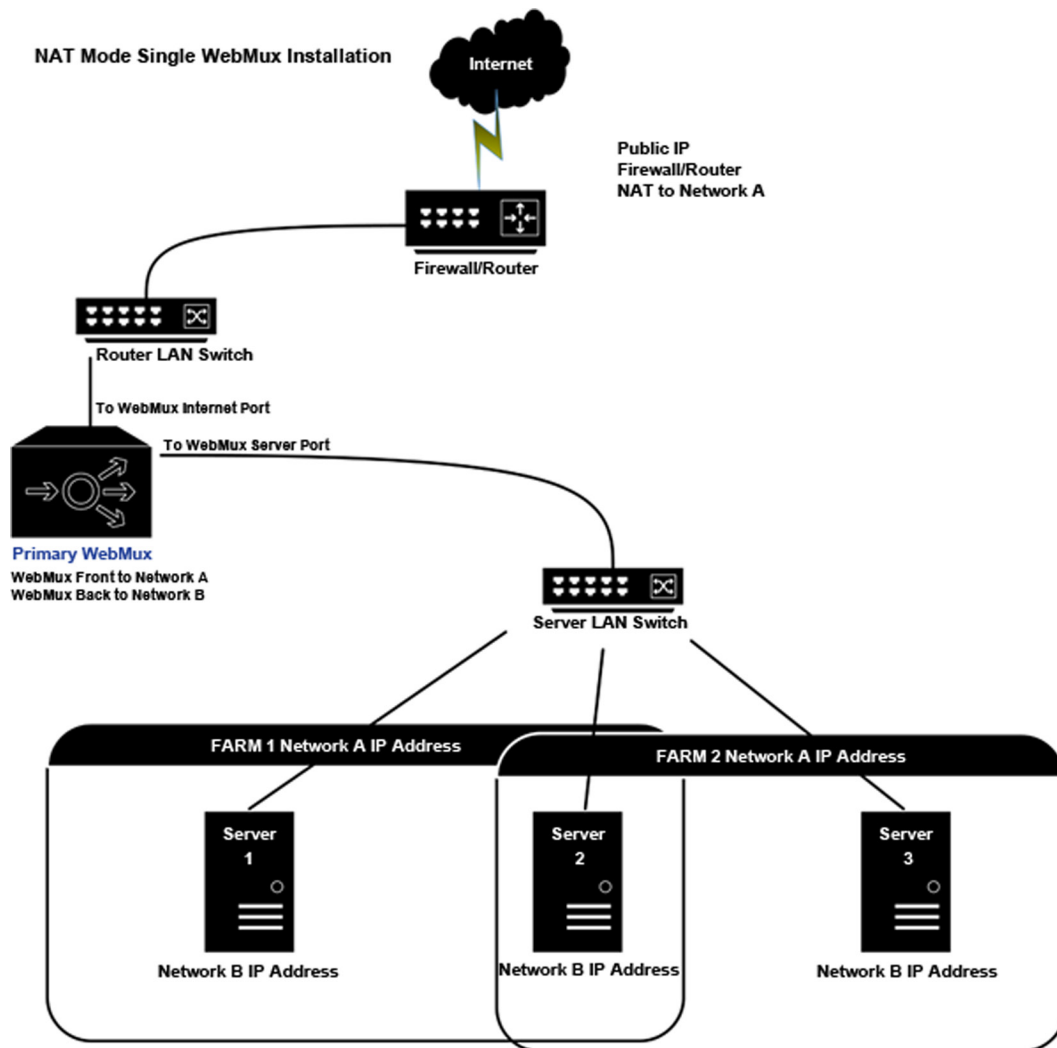 NAT Mode Single WebMux Installation
Internet
Public IP
Firewall/Router
NAT to Network A
Firewall/Router
Router LAN Switch
To WebMux Internet Port
To WebMux Server Port
Primary WebMux
WebMux Front to Network A
WebMux Back to Network B
Server LAN Switch
FARM 1 Network A IP Address
FARM 2 Network A IP Address
Server
1
Network B IP Address
Server
2
Network B IP Address
Server
3
Network B IP Address